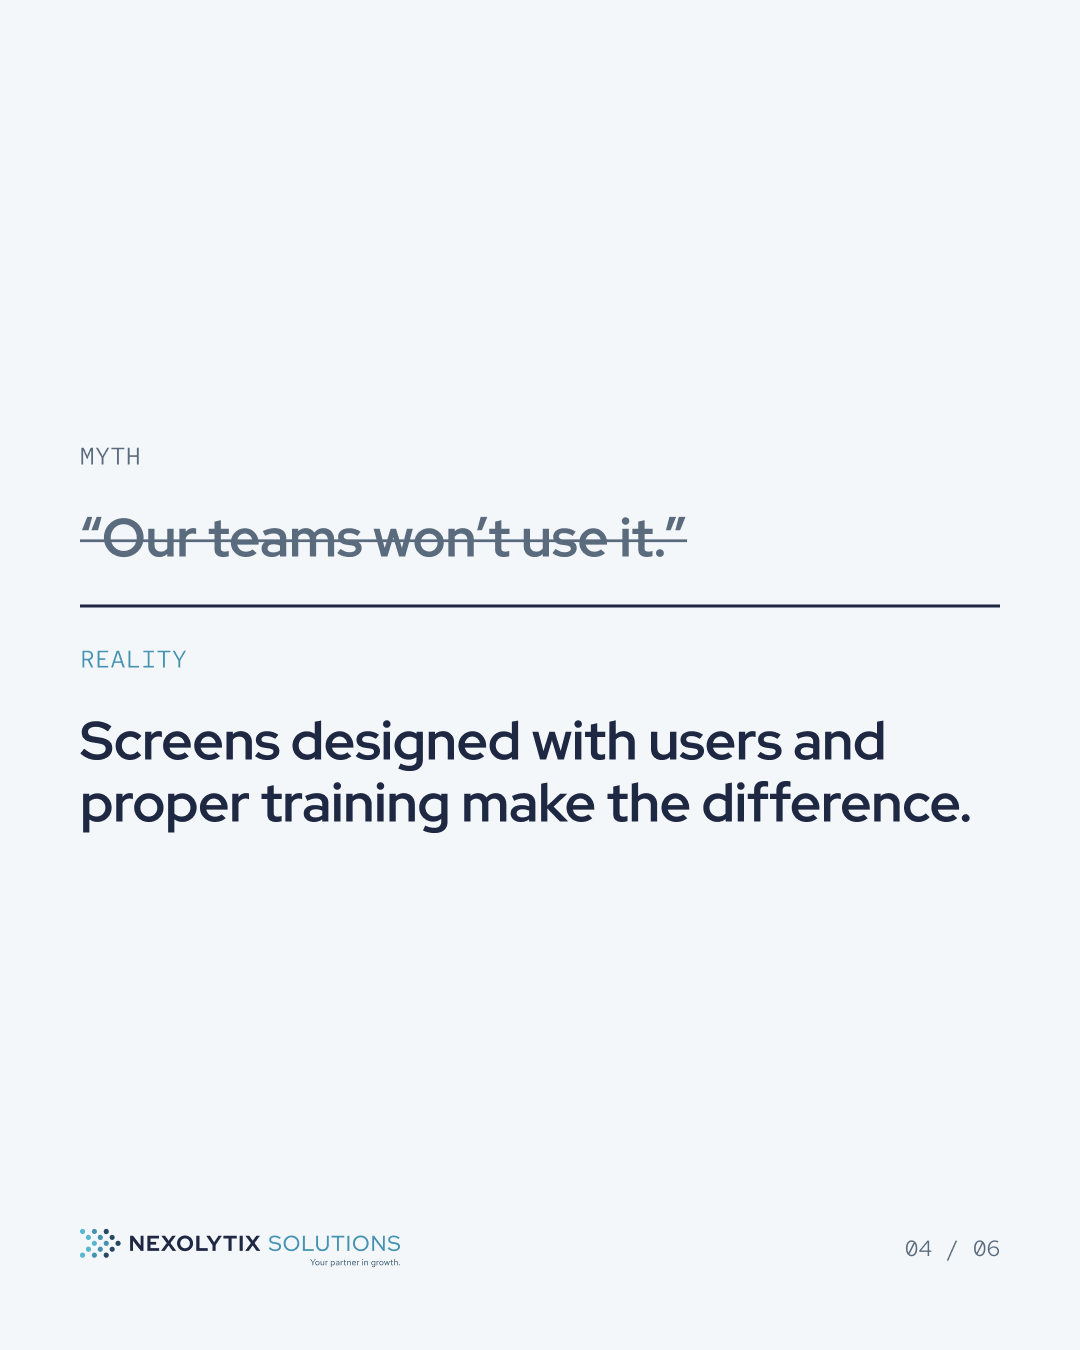 MYTH
“Our teams won’t use it.”
REALITY
Screens designed with users and
proper training make the difference.
NEXOLYTIX SOLUTIONS
Your partner in growth.
04 / 06